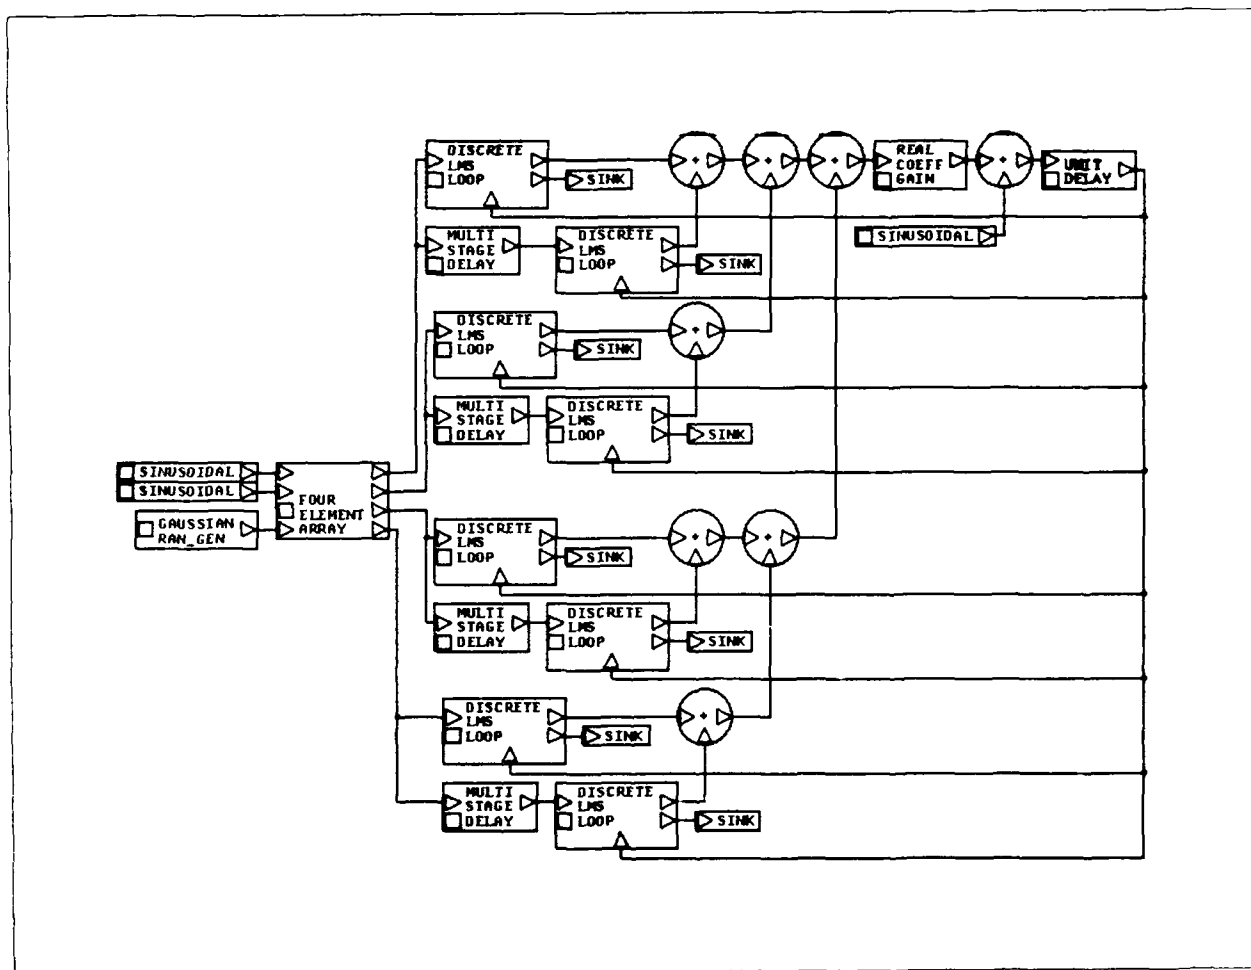 DISCRETE
LMS
LOOP
SINK
+
+
+
REAL
COEFF
GAIN
+
UNIT
DELAY
SINUSOIDAL
MULTI
STAGE
DELAY
DISCRETE
LMS
LOOP
SINK
DISCRETE
LMS
LOOP
SINK
+
MULTI
STAGE
DELAY
DISCRETE
LMS
LOOP
SINK
SINUSOIDAL
SINUSOIDAL
GAUSSIAN
RAN_GEN
FOUR
ELEMENT
ARRAY
DISCRETE
LMS
LOOP
SINK
+
+
MULTI
STAGE
DELAY
DISCRETE
LMS
LOOP
SINK
DISCRETE
LMS
LOOP
SINK
+
MULTI
STAGE
DELAY
DISCRETE
LMS
LOOP
SINK